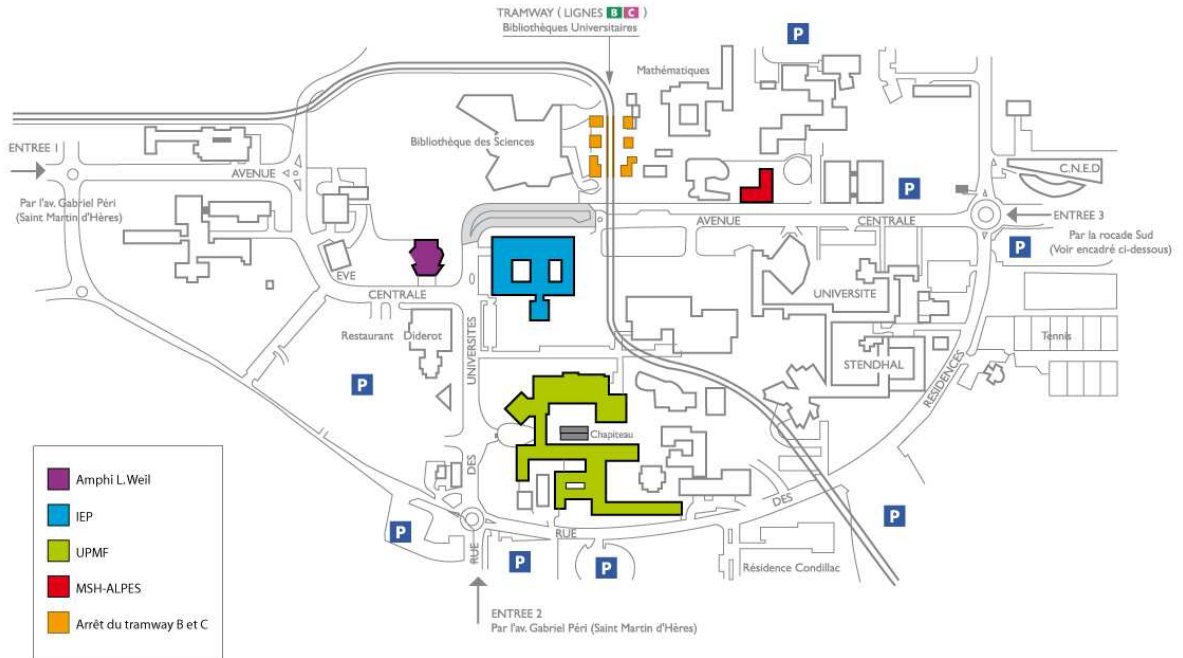 TRAMWAY ( LIGNES B C )
Bibliothèques Universitaires
P
Mathématiques
Bibliothèque des Sciences
ENTREE 1
AVENUE
C.N.E.D
Par l'av. Gabriel Péri
(Saint Martin d'Hères)
P
AVENUE
CENTRALE
ENTREE 3
Par la rocade Sud
(Voir encadré ci-dessous)
P
EVE
CENTRALE
UNIVERSITE
Restaurant Diderot
UNIVERSITES
Tennis
STENDHAL
P
RESIDENCES
Chapiteau
DES
DES
P
P
RUE
RUE
P
P
Résidence Condillac
ENTREE 2
Par l'av. Gabriel Péri (Saint Martin d'Hères)
Amphi L.Weil
IEP
UPMF
MSH-ALPES
Arrêt du tramway B et C